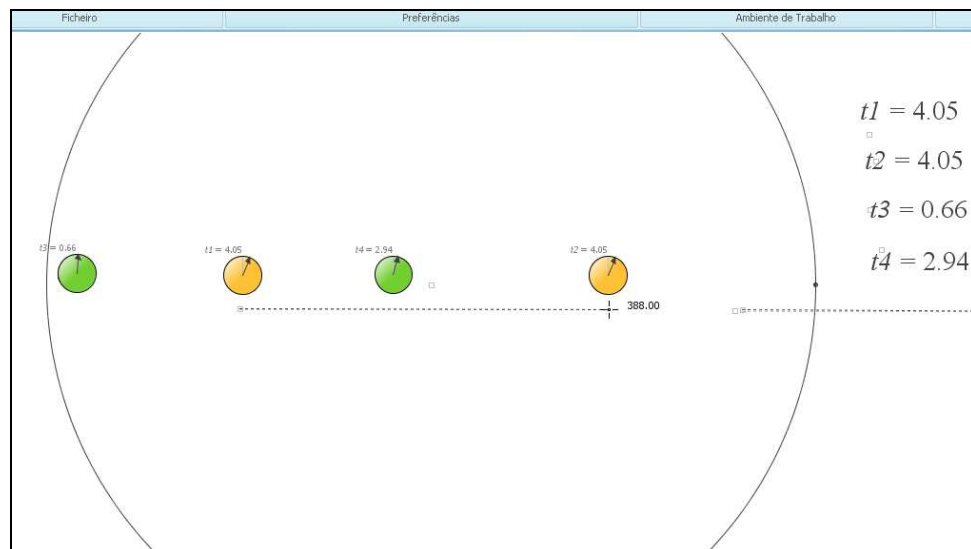 Ficheiro Preferências Ambiente de Trabalho
t1 = 4.05
t2 = 4.05
t3 = 0.66
t4 = 2.94
t3 = 0.66 t1 = 4.05 t4 = 2.94 t2 = 4.05
388.00